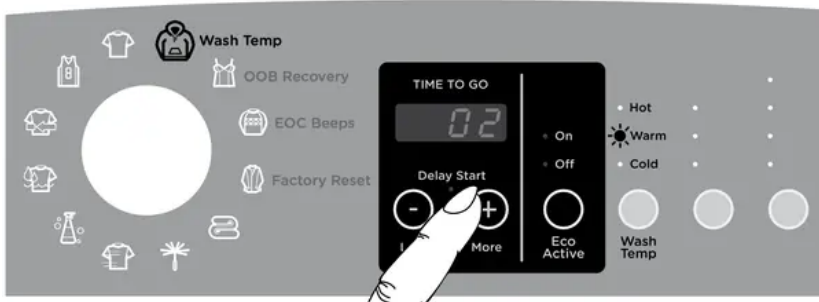 Wash Temp
OOB Recovery
EOC Beeps
Factory Reset
8
TIME TO GO
02
Delay Start
- +
More
On
Off
Eco
Active
Hot
Warm
Cold
Wash
Temp